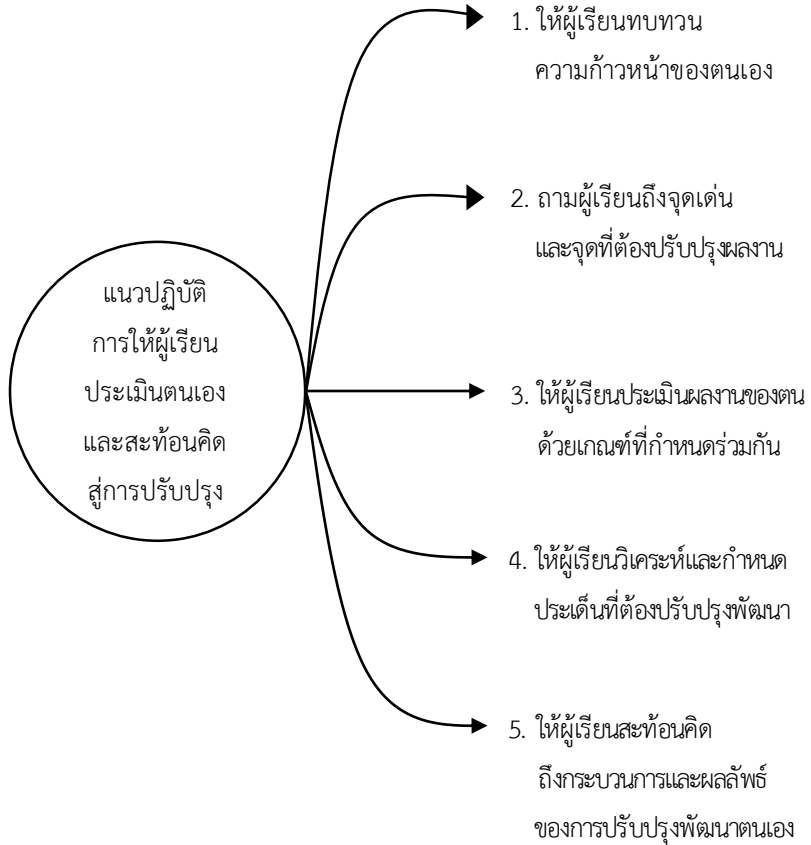 แนวปฏิบัติ
การให้ผู้เรียน
ประเมินตนเอง
และสะท้อนคิด
สู่การปรับปรุง
1. ให้ผู้เรียนทบทวน
ความก้าวหน้าของตนเอง
2. ถามผู้เรียนถึงจุดเด่น
และจุดที่ต้องปรับปรุงผลงาน
3. ให้ผู้เรียนประเมินผลงานของตน
ด้วยเกณฑ์ที่กำหนดร่วมกัน
4. ให้ผู้เรียนวิเคระห์และกำหนด
ประเด็นที่ต้องปรับปรุงพัฒนา
5. ให้ผู้เรียนสะท้อนคิด
ถึงกระบวนการและผลลัพธ์
ของการปรับปรุงพัฒนาตนเอง